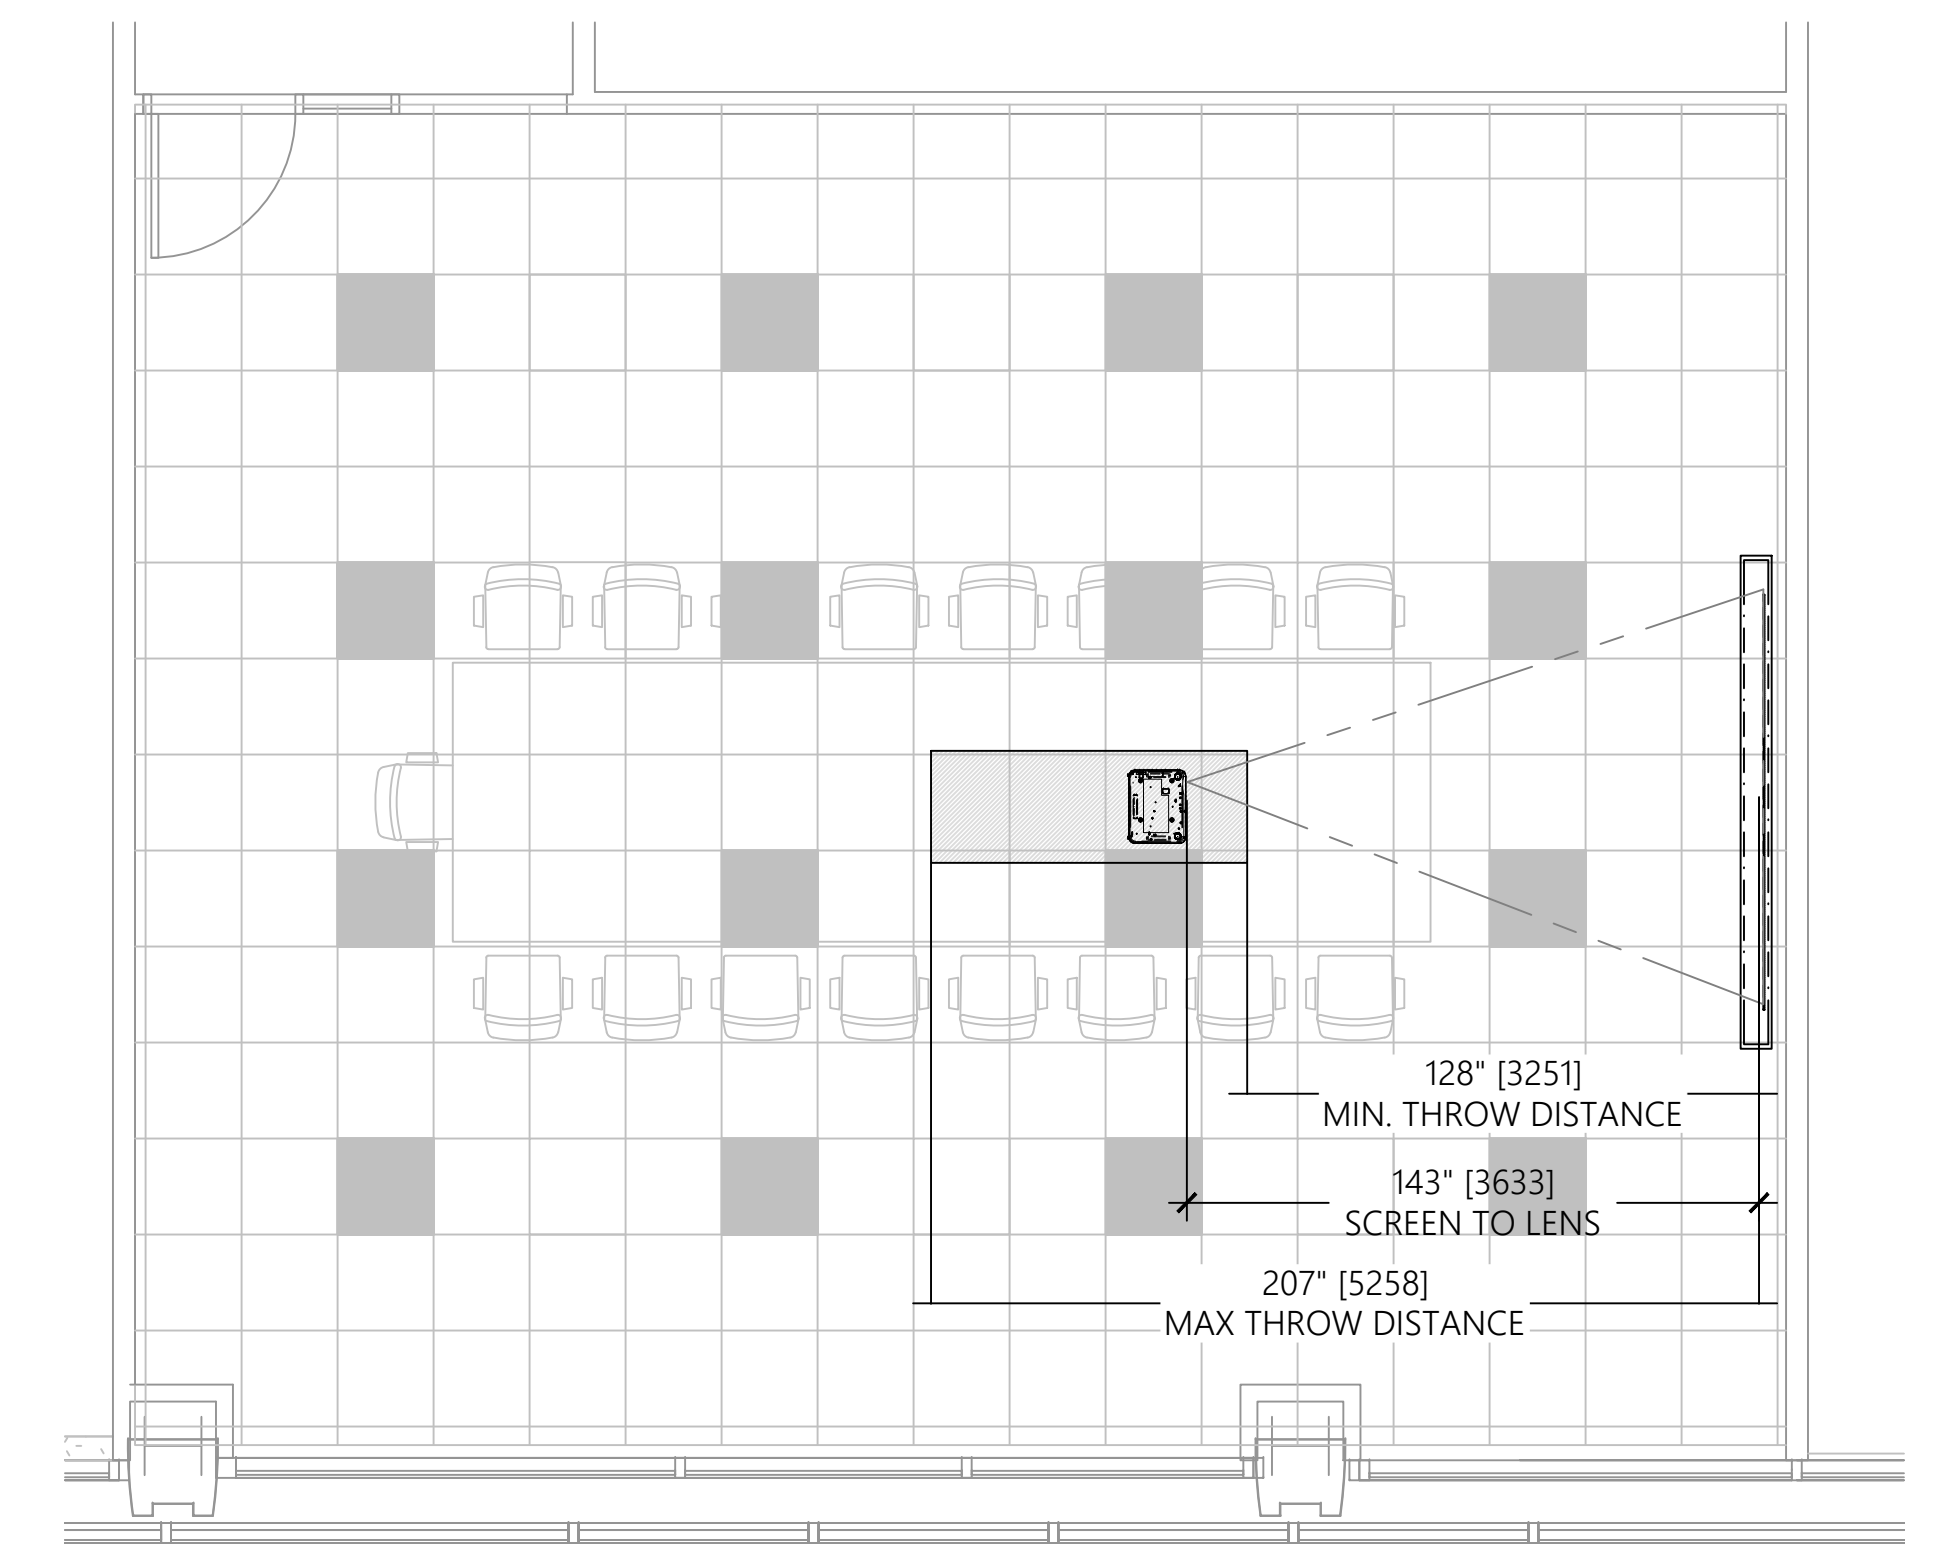 128" [3251]
MIN. THROW DISTANCE
143" [3633]
SCREEN TO LENS
207" [5258]
MAX THROW DISTANCE